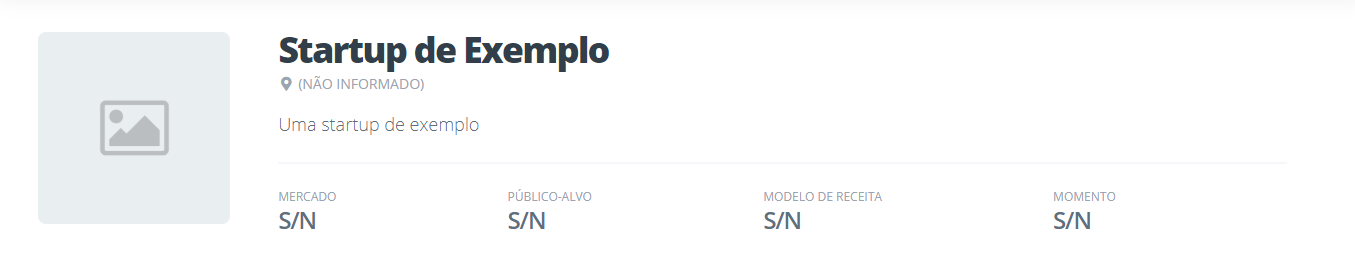 Startup de Exemplo
(NÃO INFORMADO)
Uma startup de exemplo
MERCADO PÚBLICO-ALVO MODELO DE RECEITA MOMENTO
S/N S/N S/N S/N